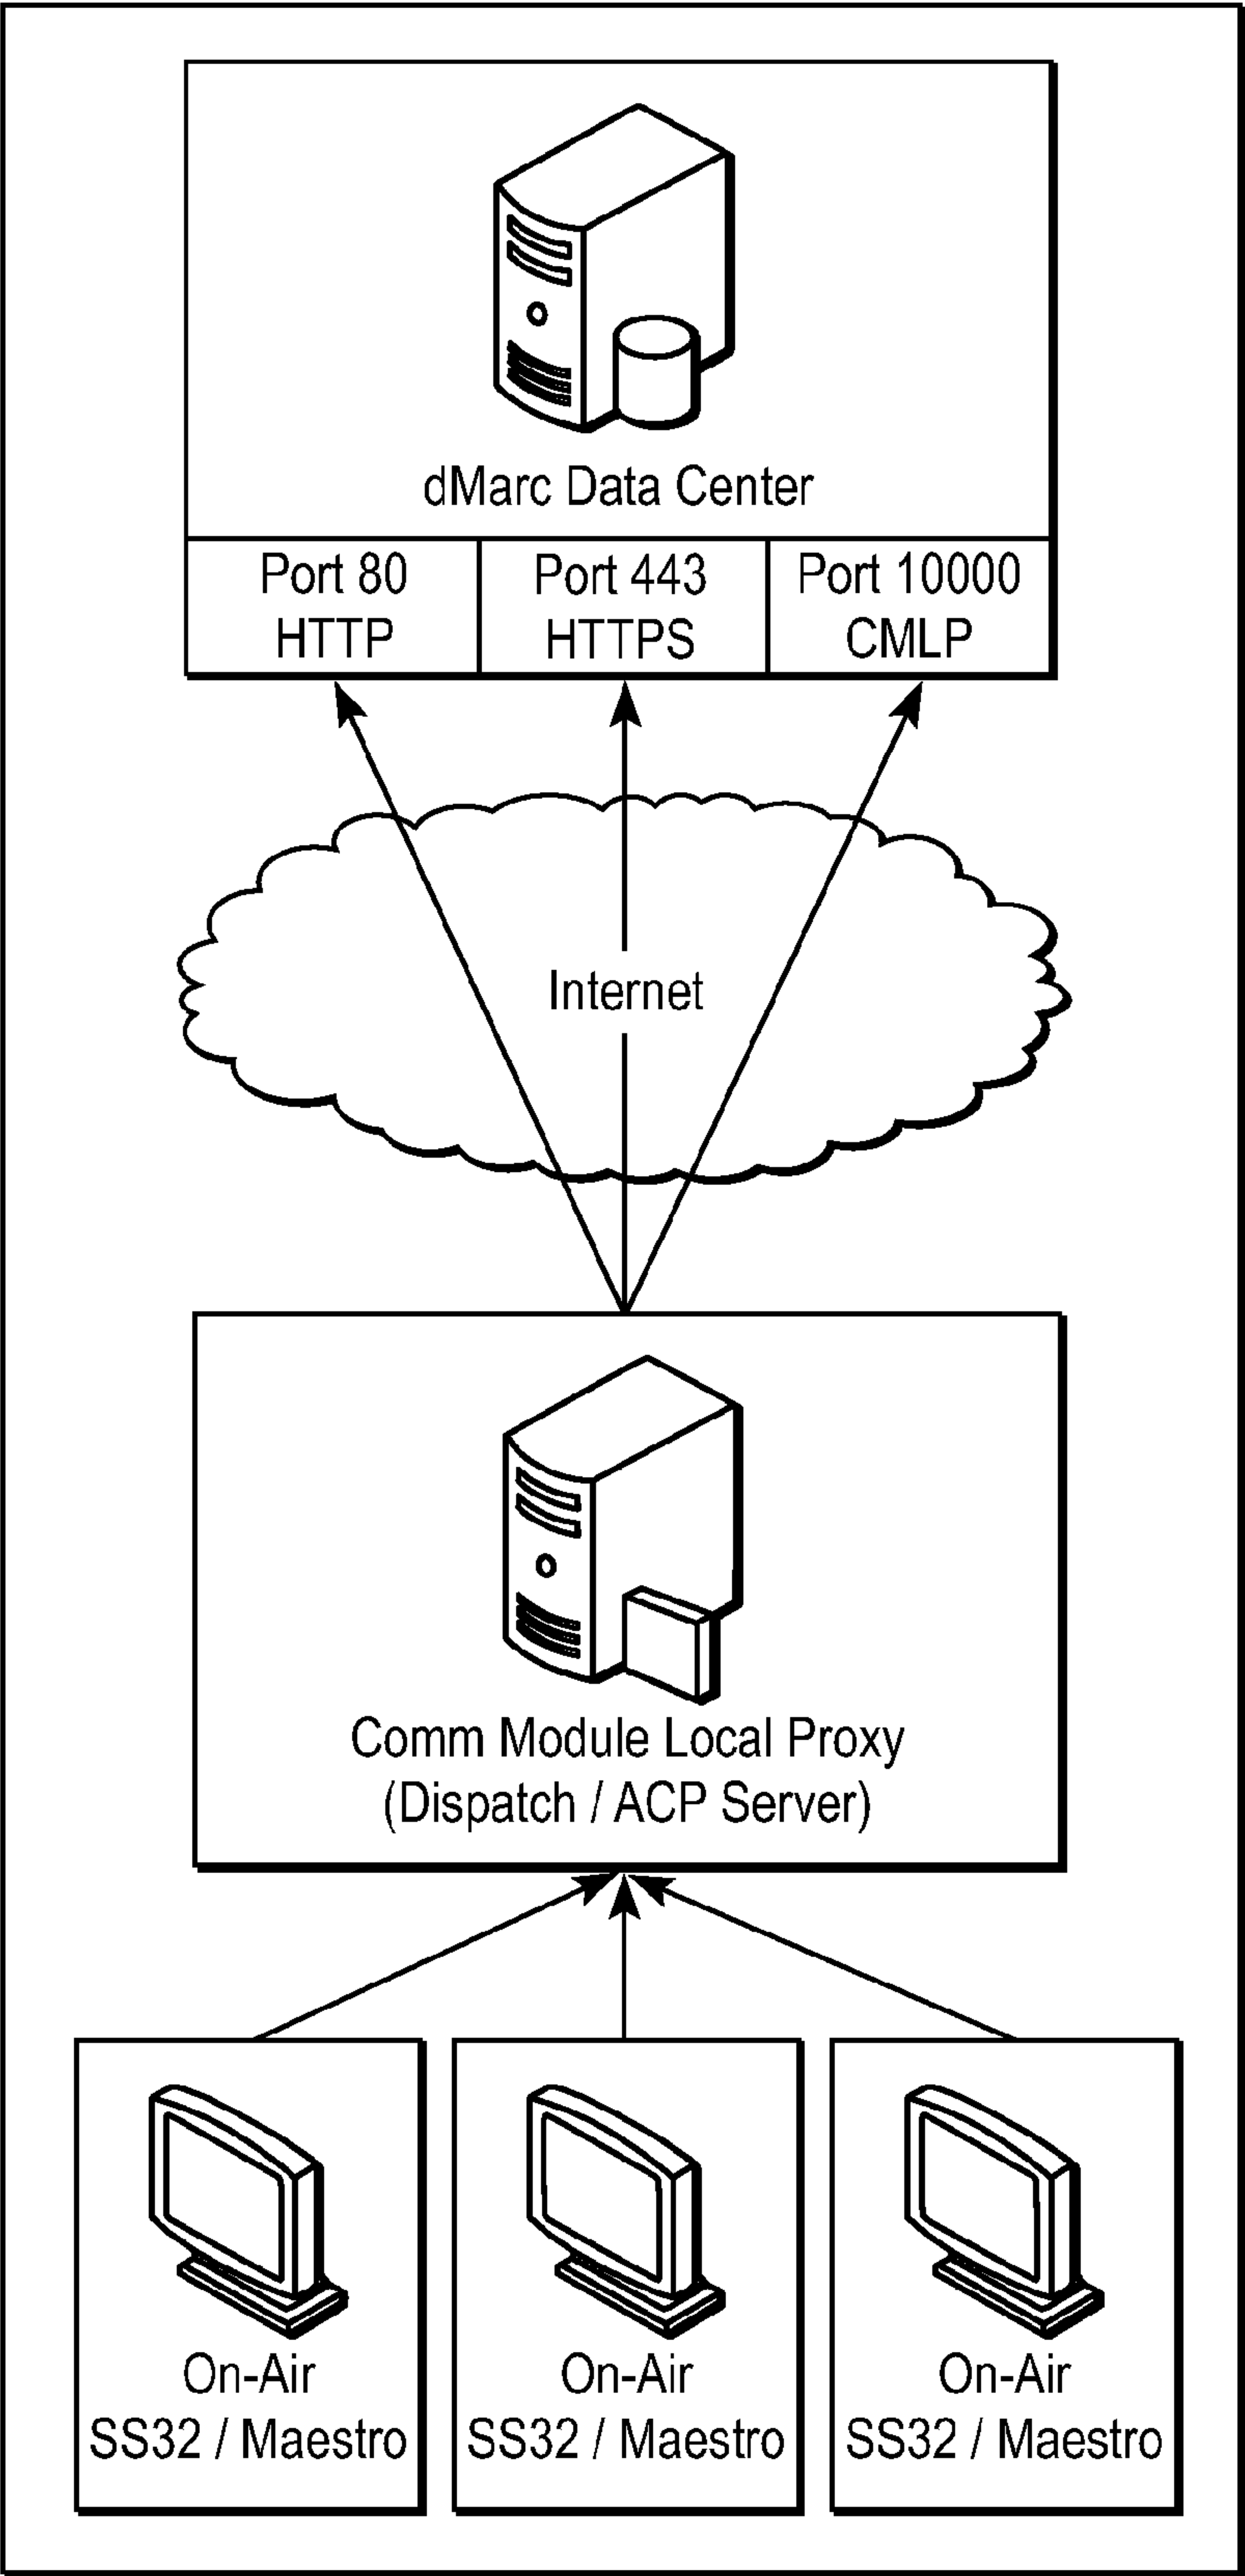 dMarc Data Center
Port 80
HTTP
Port 443
HTTPS
Port 10000
CMLP
Internet
Comm Module Local Proxy
(Dispatch / ACP Server)
On-Air
SS32 / Maestro
On-Air
SS32 / Maestro
On-Air
SS32 / Maestro